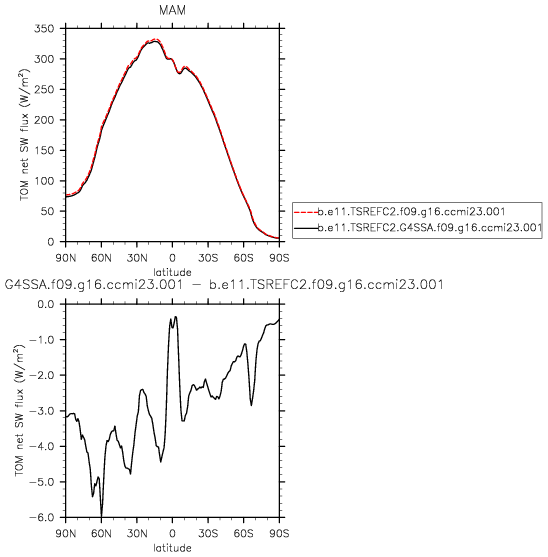 MAM
TOM net SW flux (W/m²)
350
300
250
200
150
100
50
0
90N 60N 30N 0 30S 60S 90S
latitude
b.e11.TSREFC2.f09.g16.ccmi23.001
b.e11.TSREFC2.G4SSA.f09.g16.ccmi23.001
G4SSA.f09.g16.ccmi23.001 − b.e11.TSREFC2.f09.g16.ccmi23.001
TOM net SW flux (W/m²)
0.0
−1.0
−2.0
−3.0
−4.0
−5.0
−6.0
90N 60N 30N 0 30S 60S 90S
latitude